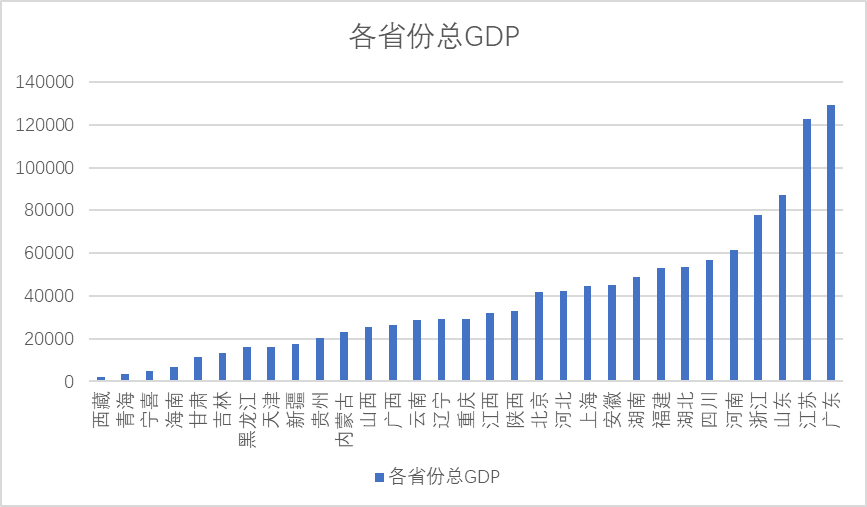 各省份总GDP
140000
120000
100000
80000
60000
40000
20000
0
西藏
青海
宁喜
海南
甘肃
吉林
黑龙江
天津
新疆
贵州
内蒙古
山西
广西
云南
辽宁
重庆
江西
陕西
北京
河北
上海
安徽
湖南
福建
湖北
四川
河南
浙江
山东
江苏
广东
各省份总GDP